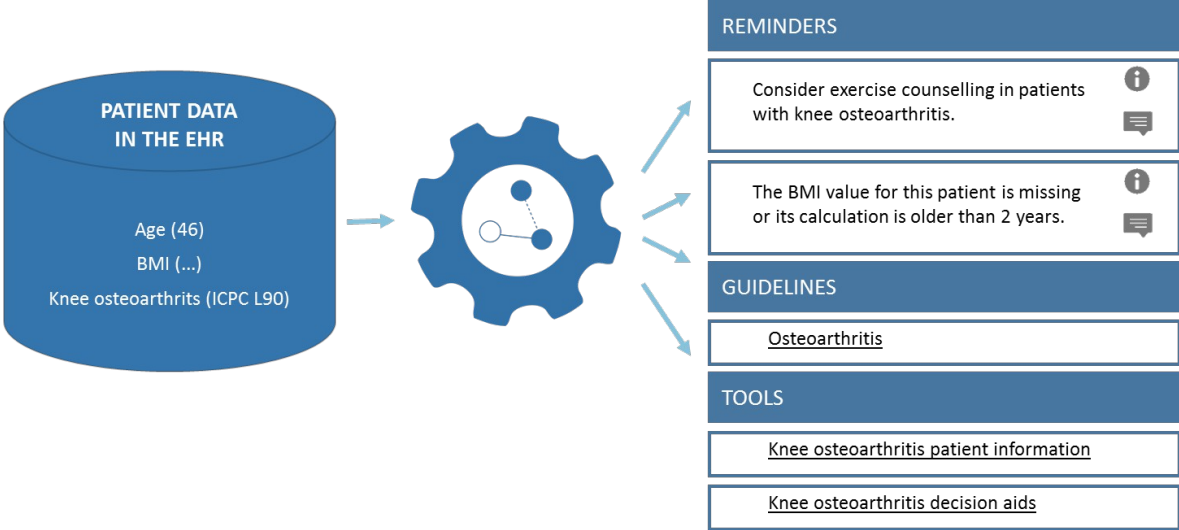 PATIENT DATA
IN THE EHR
Age (46)
BMI (...)
Knee osteoarthrits (ICPC L90)
REMINDERS
Consider exercise counselling in patients
with knee osteoarthritis.
The BMI value for this patient is missing
or its calculation is older than 2 years.
GUIDELINES
Osteoarthritis
TOOLS
Knee osteoarthritis patient information
Knee osteoarthritis decision aids